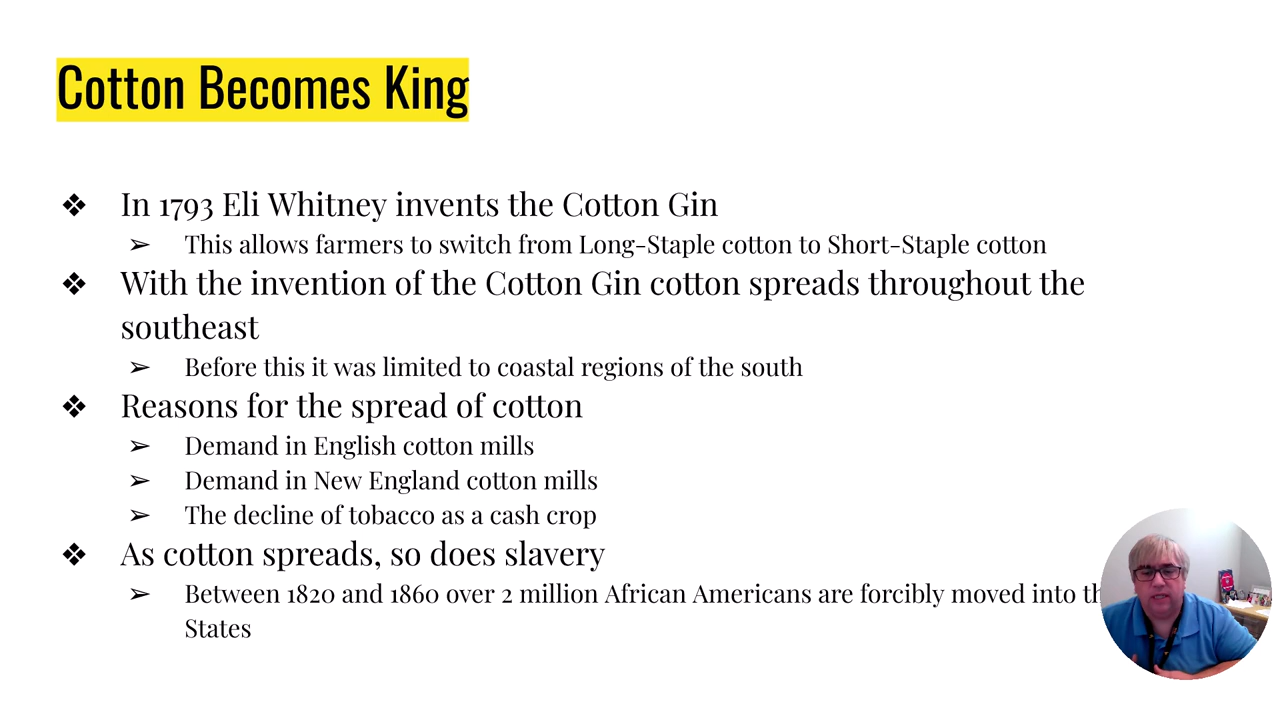 Cotton Becomes King
❖ In 1793 Eli Whitney invents the Cotton Gin
➢ This allows farmers to switch from Long-Staple cotton to Short-Staple cotton
❖ With the invention of the Cotton Gin cotton spreads throughout the
southeast
➢ Before this it was limited to coastal regions of the south
❖ Reasons for the spread of cotton
➢ Demand in English cotton mills
➢ Demand in New England cotton mills
➢ The decline of tobacco as a cash crop
❖ As cotton spreads, so does slavery
➢ Between 1820 and 1860 over 2 million African Americans are forcibly moved into
States